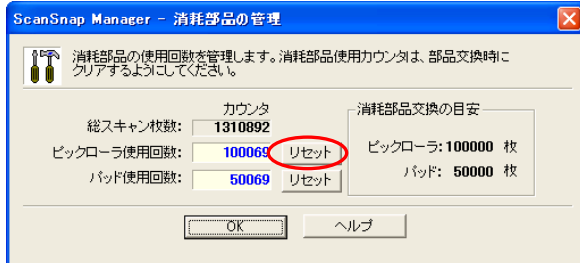 ScanSnap Manager - 消耗部品の管理
消耗部品の使用回数を管理します。消耗部品使用カウンタは、部品交換時に
クリアするようにしてください。
カウンタ
総スキャン枚数: 1310892
ピックローラ使用回数: 100069 リセット
パッド使用回数: 50069 リセット
消耗部品交換の目安
ピックローラ: 100000 枚
パッド: 50000 枚
OK ヘルプ